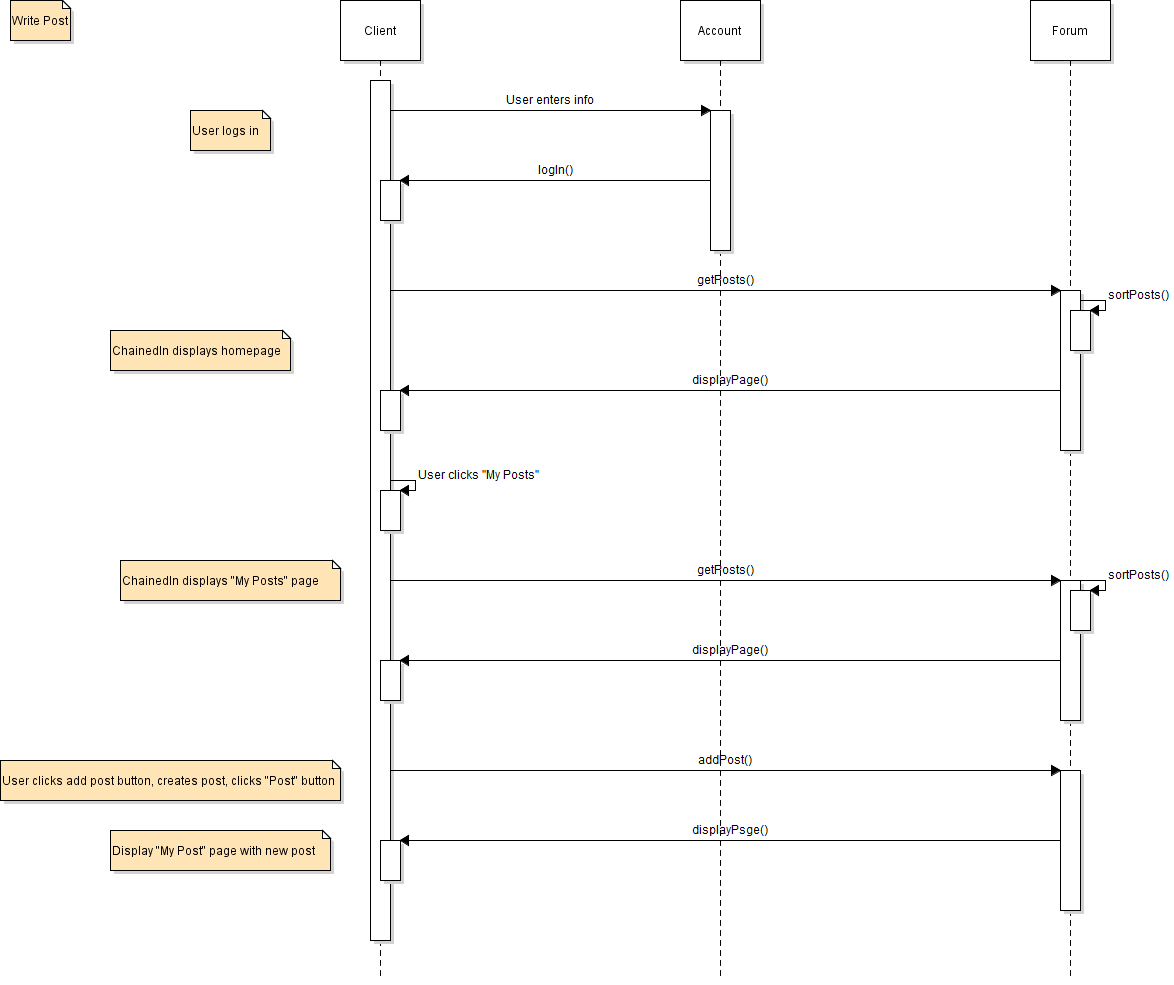 Write Post
Client
Account
Forum
User enters info
User logs in
logIn()
getPosts()
sortPosts()
ChainedIn displays homepage
displayPage()
User clicks "My Posts"
getPosts()
sortPosts()
ChainedIn displays "My Posts" page
displayPage()
addPost()
User clicks add post button, creates post, clicks "Post" button
displayPsge()
Display "My Post" page with new post